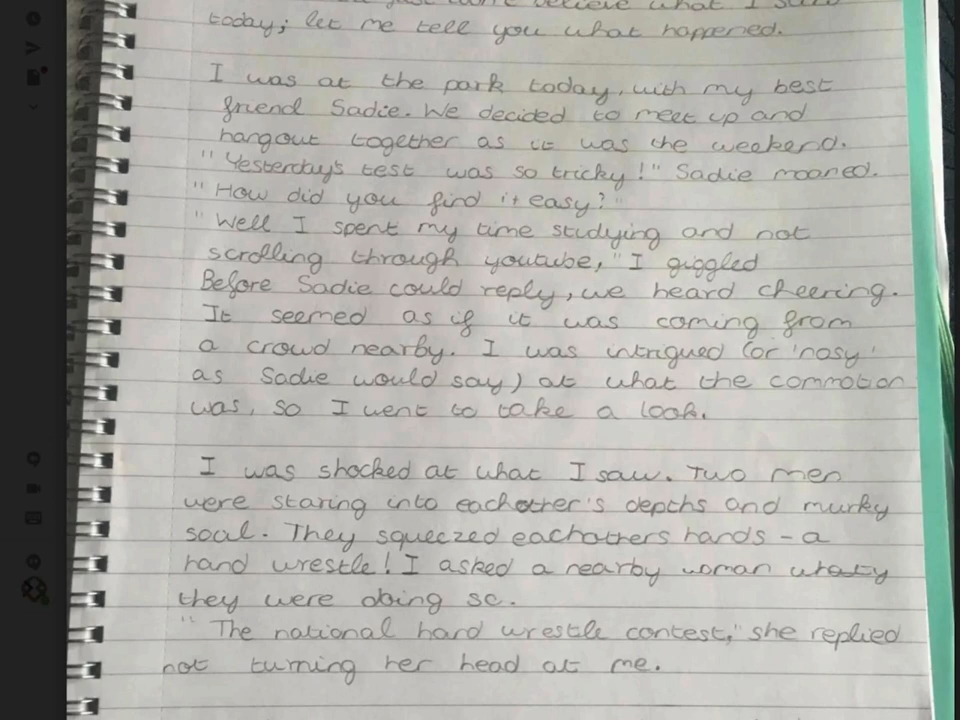 believe what I saw
today; let me tell you what happened.
I was at the park today, with my best
friend Sadie. We decided to meet up and
hangout together as it was the weekend.
"Yesterday's test was so tricky!" Sadie moaned.
"How did you find it easy?"
"Well I spent my time studying and not
scrolling through youtube," I giggled
Before Sadie could reply, we heard cheering.
It seemed as if it was coming from
a crowd nearby. I was intrigued (or 'nosy'
as Sadie would say) at what the commotion
was, so I went to take a look.
I was shocked at what I saw. Two men
were staring into eachother's depths and murky
soul. They squeezed eachothers hands - a
hand wrestle! I asked a nearby woman why
they were doing so.
"The national hand wrestle contest," she replied
not turning her head at me.